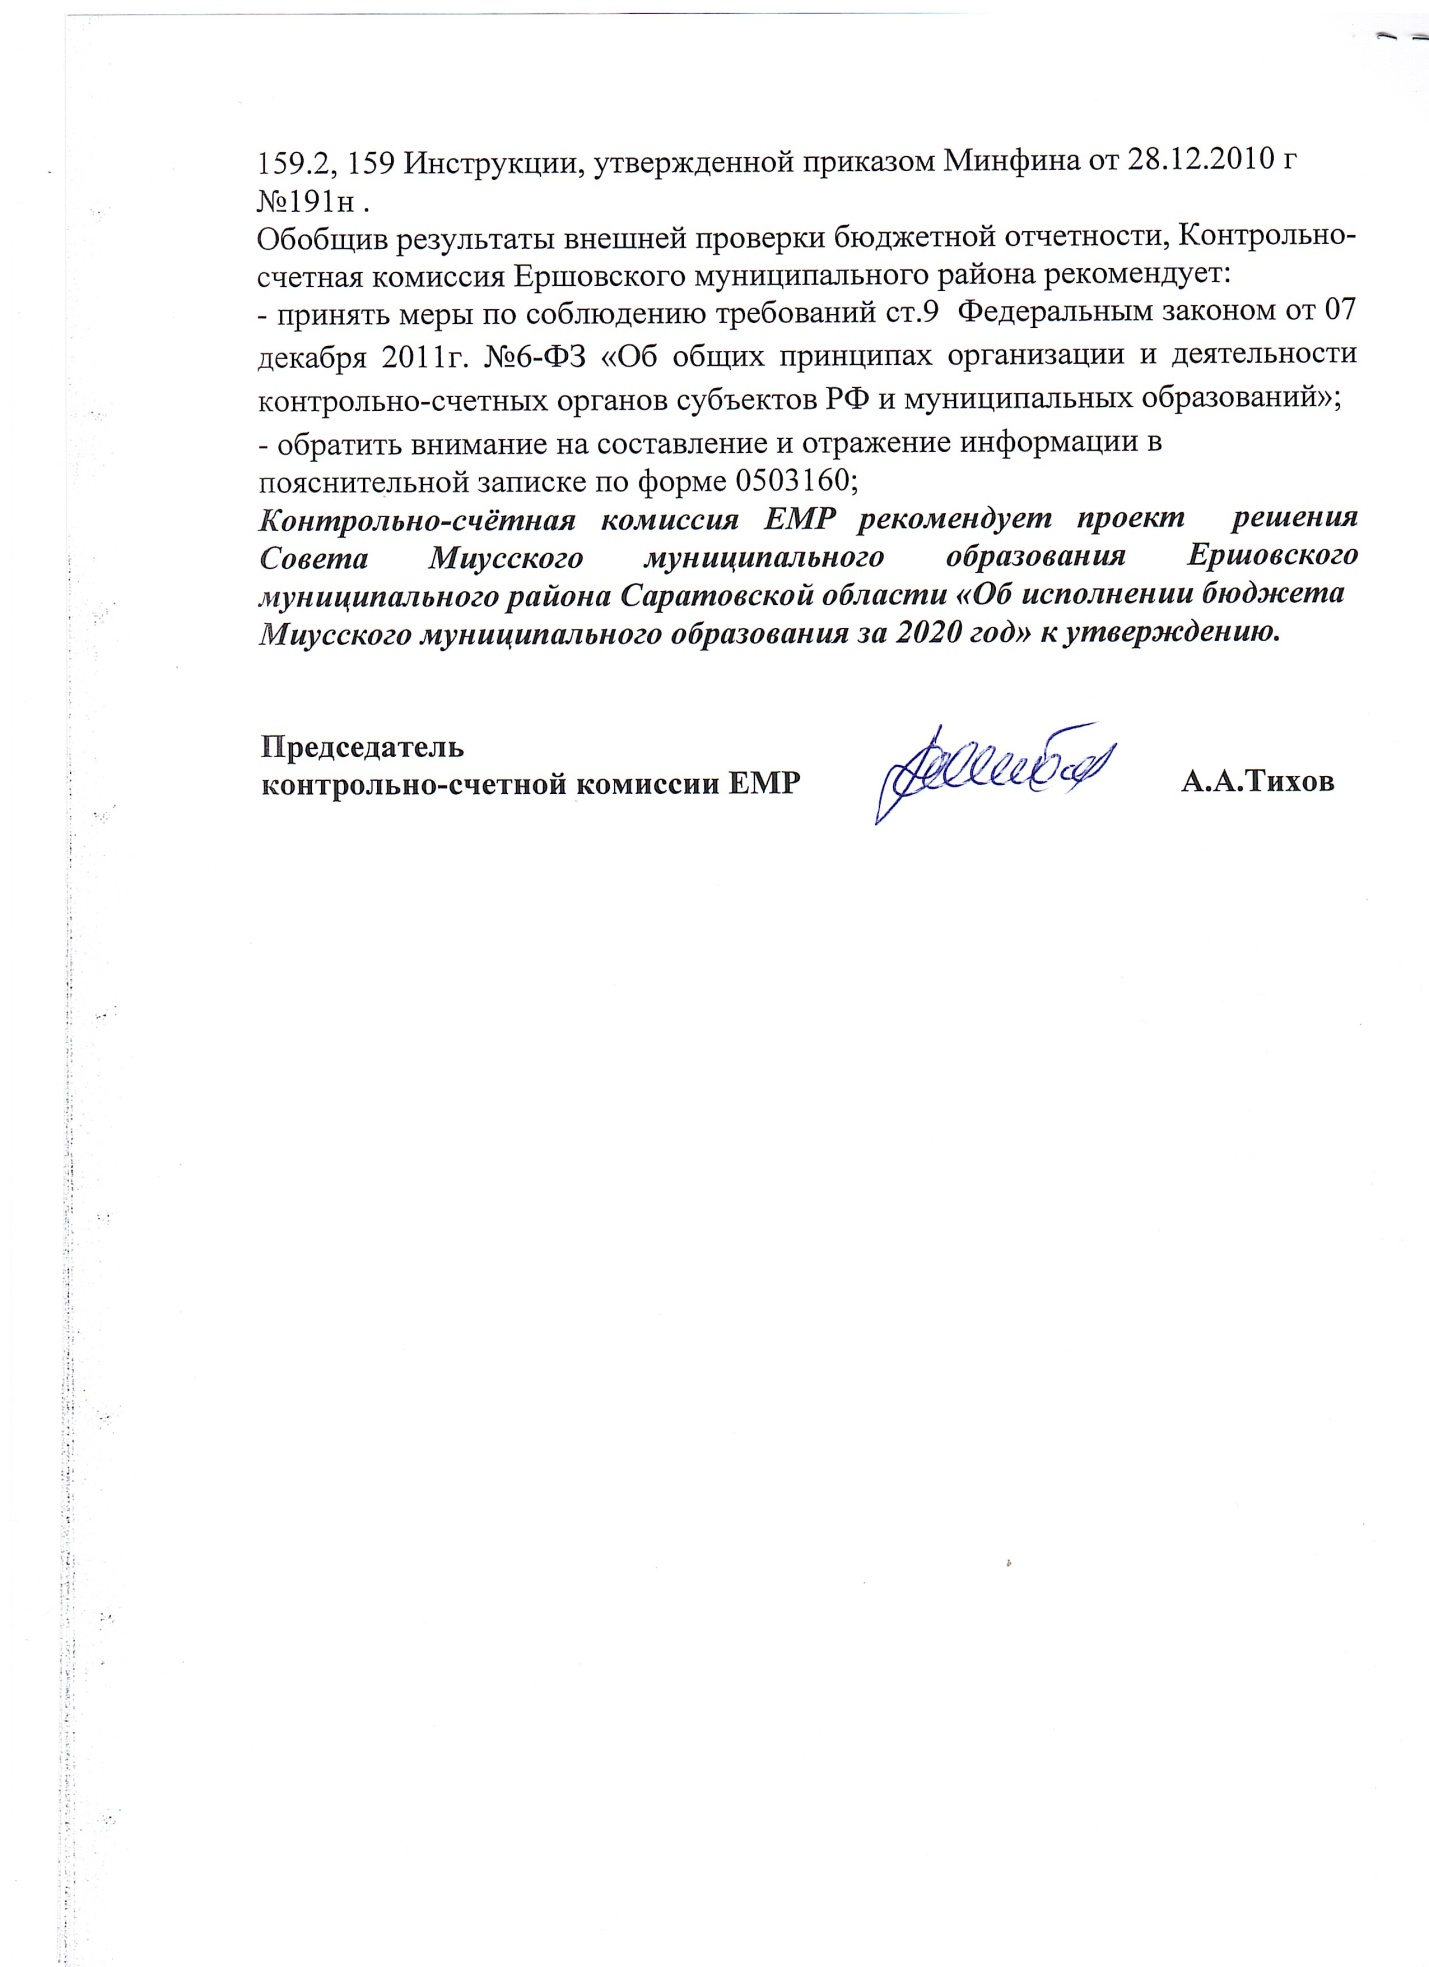 159.2, 159 Инструкции, утвержденной приказом Минфина от 28.12.2010 г
№191н .
Обобщив результаты внешней проверки бюджетной отчетности, Контрольно-
счетная комиссия Ершовского муниципального района рекомендует:
- принять меры по соблюдению требований ст.9 Федеральным законом от 07
декабря 2011г. №6-ФЗ «Об общих принципах организации и деятельности
контрольно-счетных органов субъектов РФ и муниципальных образований»;
- обратить внимание на составление и отражение информации в
пояснительной записке по форме 0503160;
Контрольно-счётная комиссия ЕМР рекомендует проект решения
Совета Миусского муниципального образования Ершовского
муниципального района Саратовской области «Об исполнении бюджета
Миусского муниципального образования за 2020 год» к утверждению.
Председатель
контрольно-счетной комиссии ЕМР А.А.Тихов